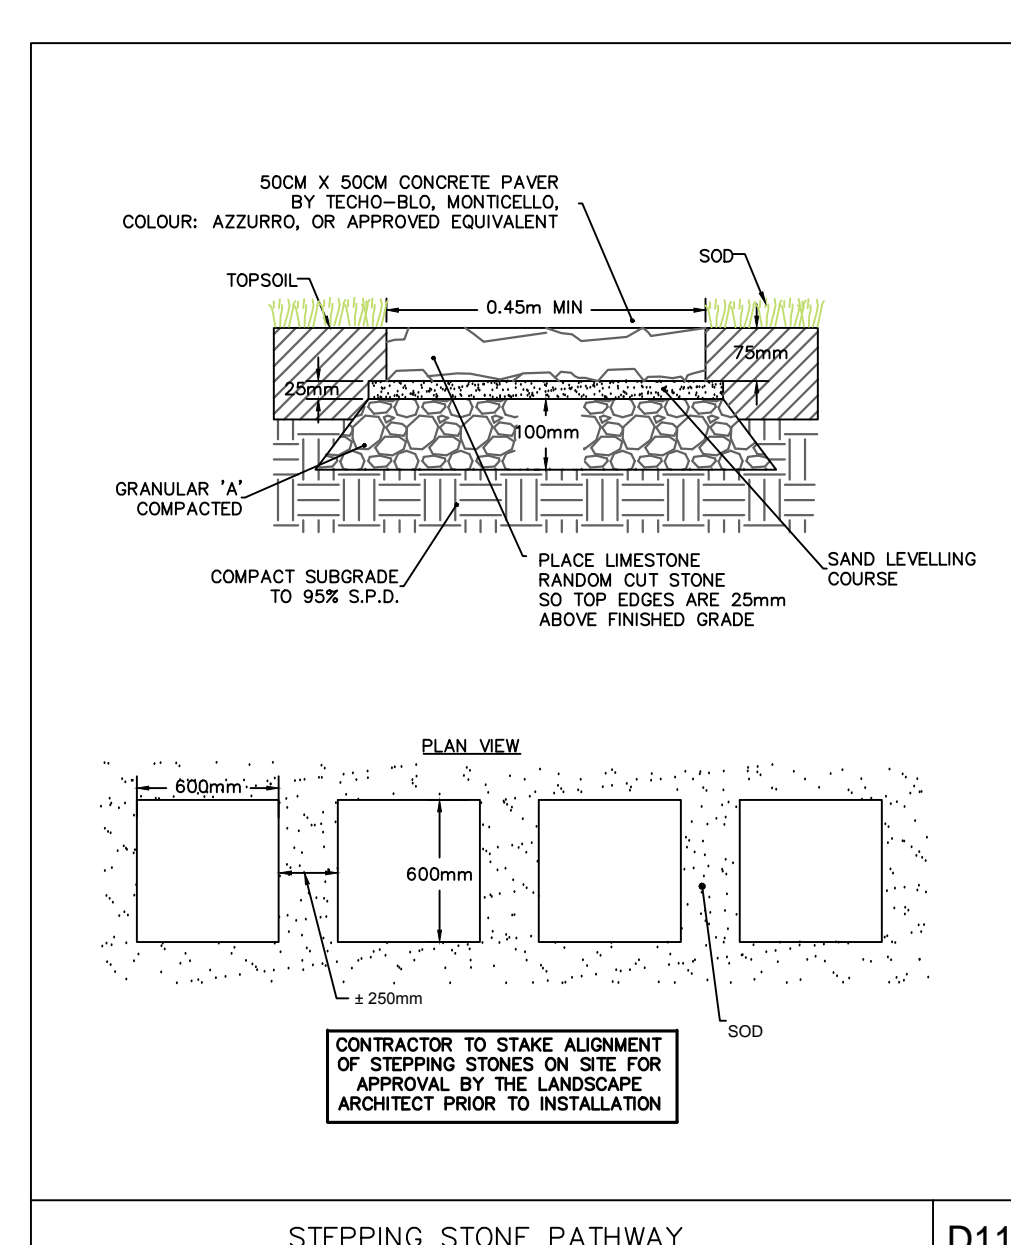 50CM X 50CM CONCRETE PAVER
BY TECHO-BLO, MONTICELLO,
COLOUR: AZZURRO, OR APPROVED EQUIVALENT
SOD
TOPSOIL
0.45m MIN
75mm
25mm
100mm
GRANULAR 'A'
COMPACTED
COMPACT SUBGRADE
TO 95% S.P.D.
PLACE LIMESTONE
RANDOM CUT STONE
SO TOP EDGES ARE 25mm
ABOVE FINISHED GRADE
SAND LEVELLING
COURSE
PLAN VIEW
600mm
600mm
± 250mm
SOD
CONTRACTOR TO STAKE ALIGNMENT
OF STEPPING STONES ON SITE FOR
APPROVAL BY THE LANDSCAPE
ARCHITECT PRIOR TO INSTALLATION
STEPPING STONE PATHWAY
D11